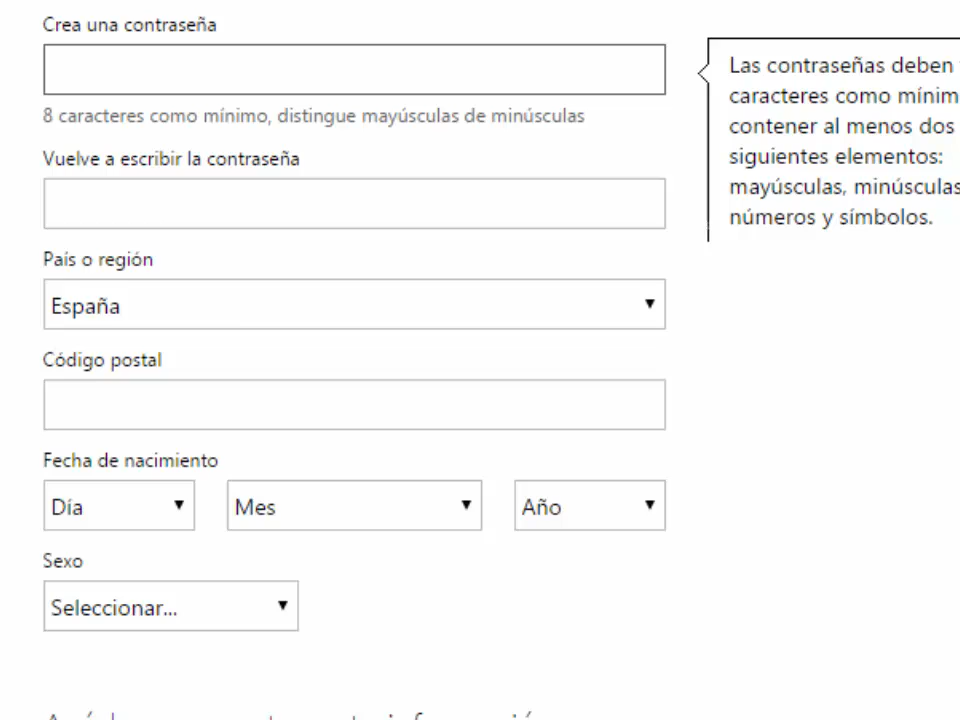 Crea una contraseña
8 caracteres como mínimo, distingue mayúsculas de minúsculas
Vuelve a escribir la contraseña
País o región
España
Código postal
Fecha de nacimiento
Día
Mes
Año
Sexo
Seleccionar...
Las contraseñas deben
caracteres como mínim
contener al menos dos
siguientes elementos:
mayúsculas, minúsculas
números y símbolos.